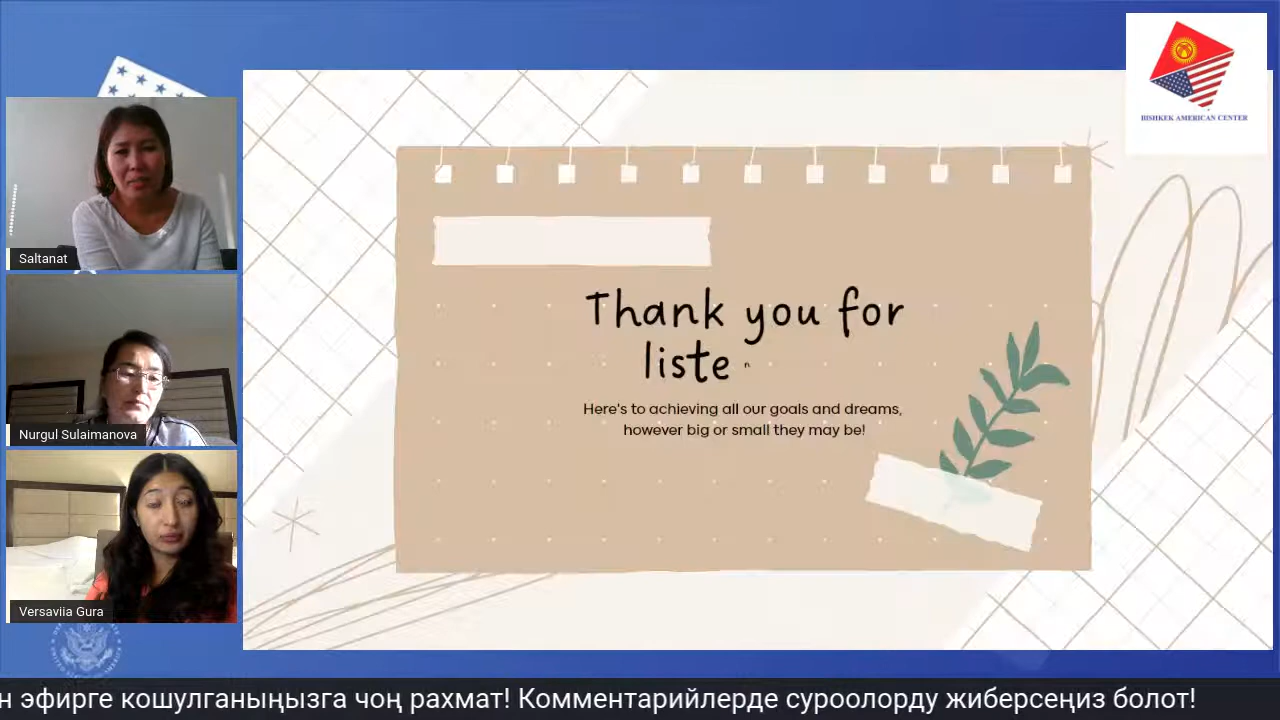 BISHKEK AMERICAN CENTER
Saltanat
Nurgul Sulaimanova
Versaviia Gura
Thank you for
liste n
Here's to achieving all our goals and dreams,
however big or small they may be!
н эфирге кошулганыңызга чоң рахмат! Комментарийлерде суроолорду жиберсеңиз болот!